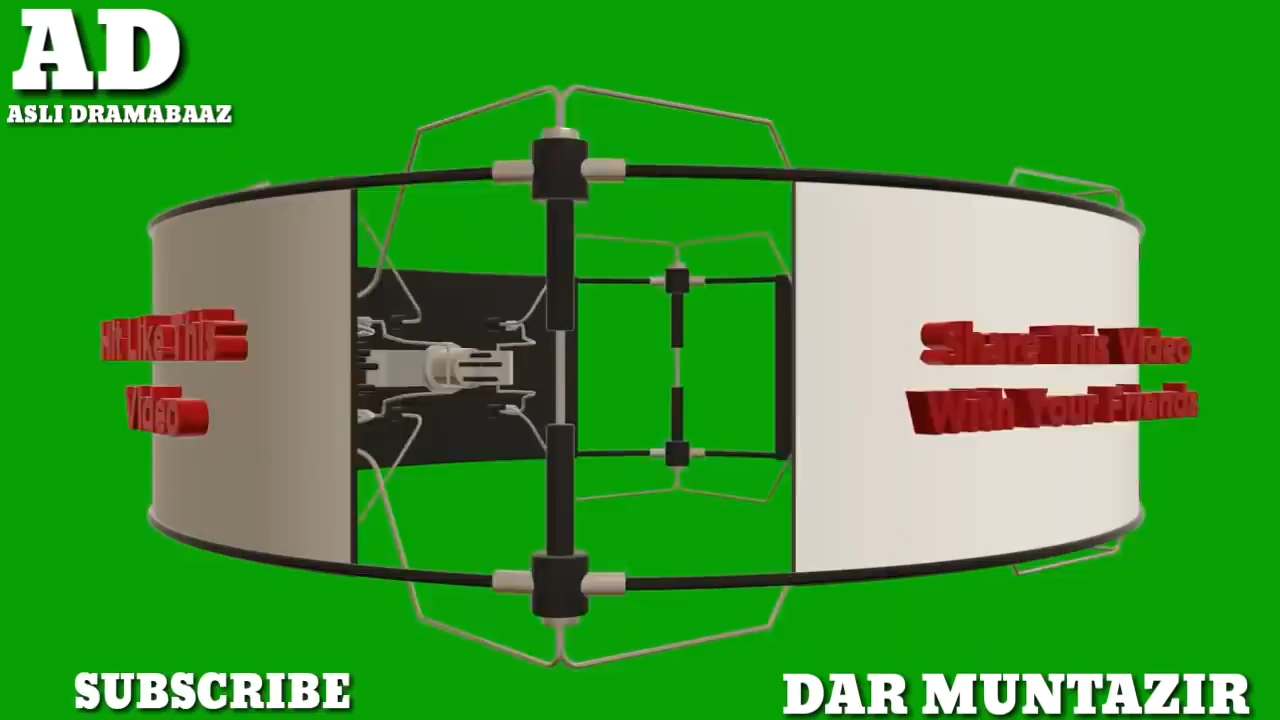 AD
ASLI DRAMABAAZ
Hit Like This
Video
Share This Video
With Your Friends
SUBSCRIBE
DAR MUNTAZIR